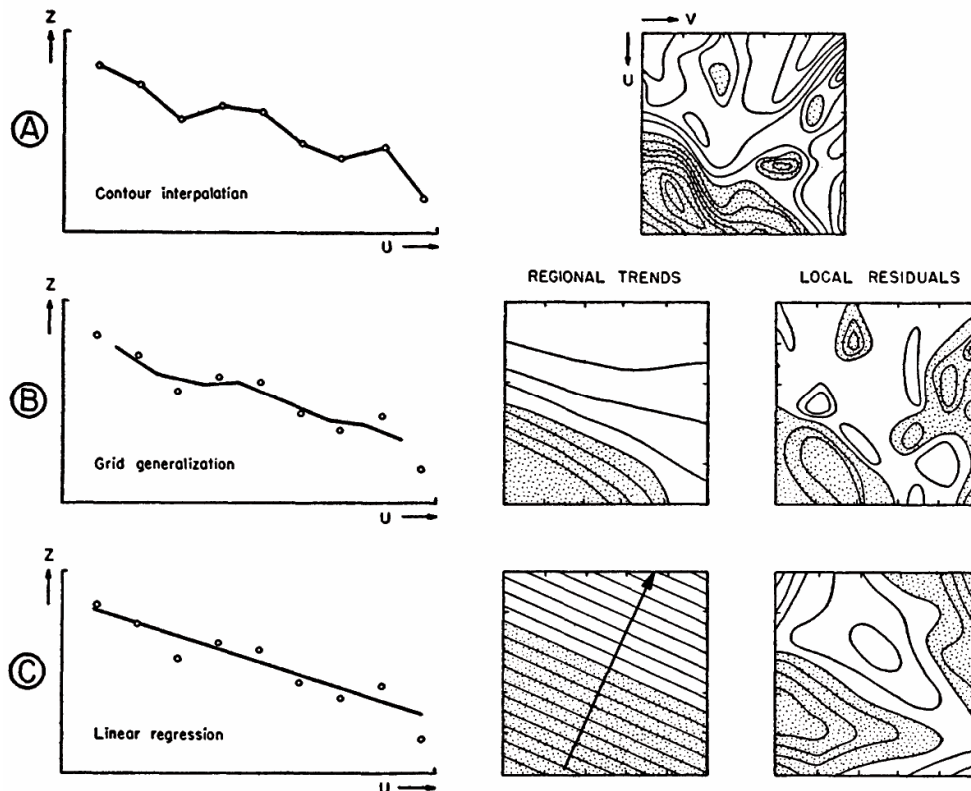 Z
V
U
A
Contour interpalation
U
Z
REGIONAL TRENDS
LOCAL RESIDUALS
B
Grid generalization
U
Z
C
Linear regression
U